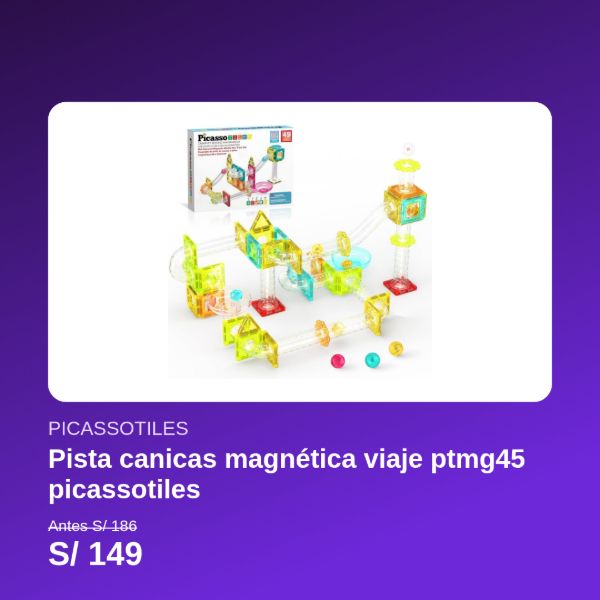 Picasso
PICASSOTILES
Pista canicas magnética viaje ptmg45
picassotiles
Antes S/ 186
S/ 149